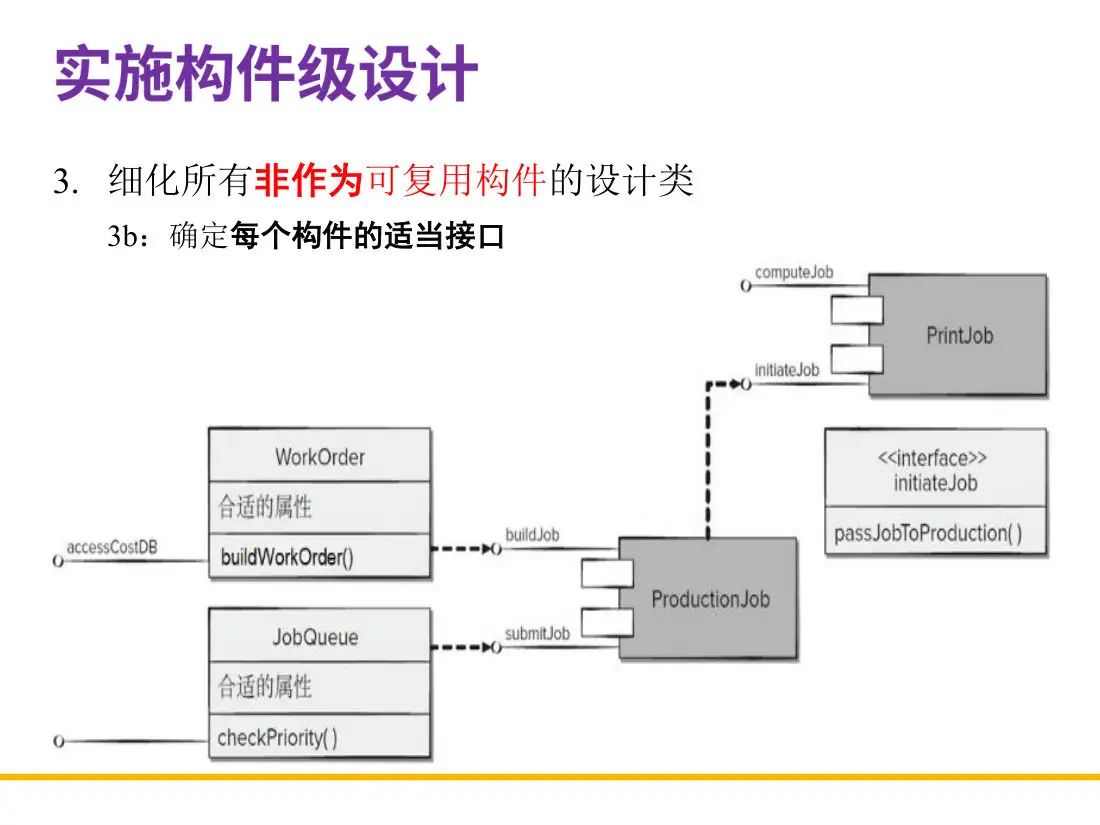 实施构件级设计
3. 细化所有非作为可复用构件的设计类
3b：确定每个构件的适当接口
computeJob
PrintJob
initiateJob
WorkOrder
合适的属性
buildWorkOrder()
accessCostDB
<<interface>>
initiateJob
passJobToProduction( )
buildJob
ProductionJob
submitJob
JobQueue
合适的属性
checkPriority( )